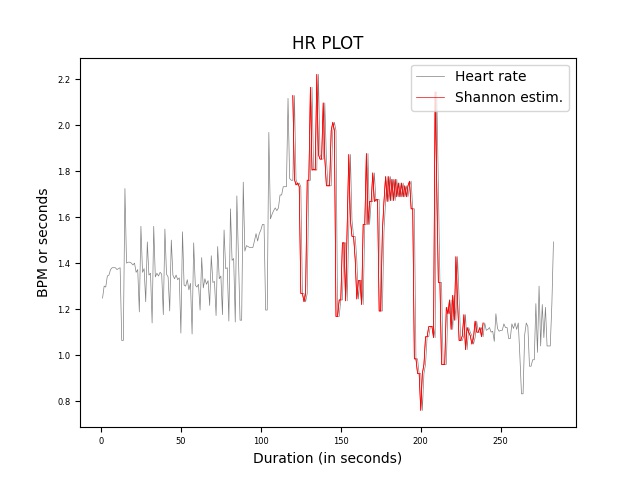 HR PLOT
Heart rate
Shannon estim.
BPM or seconds
2.2
2.0
1.8
1.6
1.4
1.2
1.0
0.8
0
50
100
150
200
250
Duration (in seconds)